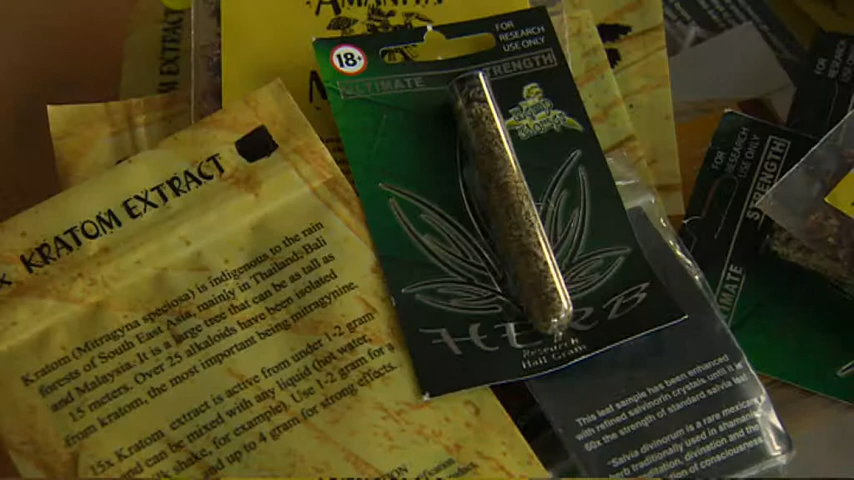 AMANITA
EXTRACT
FOR RESEARCH
USE ONLY
18+
ULTIMATE STRENGTH
HERB
Research
Half Gram
KRATOM EXTRACT
Kratom (Mitragyna speciosa) is indigenous to the rain
forests of South East Asia, mainly in Thailand, Bali
and Malaysia. It is a large tree that can be as tall as
15 meters. Over 25 alkaloids have been isolated
from kratom, the most important being mitragynine.
15x Kratom extract is active from under 1-2 gram
and can be mixed with any liquid (hot water,
shake, for example). Use 1-2 gram for a
and up to 4 gram for strong effects.
FOR RESEARCH
USE ONLY
STRENGTH
FOR RESEARCH
This leaf sample has been enhanced
with refined salvinorin crystals until it is
60x the strength of standard salvia leaf.
"Salvia divinorum is a rare mexican
herb traditionally used in shamanic
meditation, divination and the
of consciousness